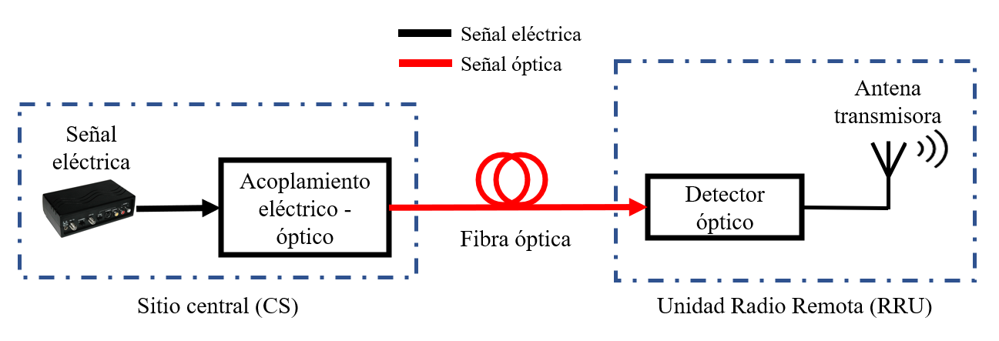 Señal eléctrica
Señal óptica
Señal
eléctrica
Acoplamiento
eléctrico -
óptico
Fibra óptica
Antena
transmisora
Detector
óptico
Sitio central (CS)
Unidad Radio Remota (RRU)